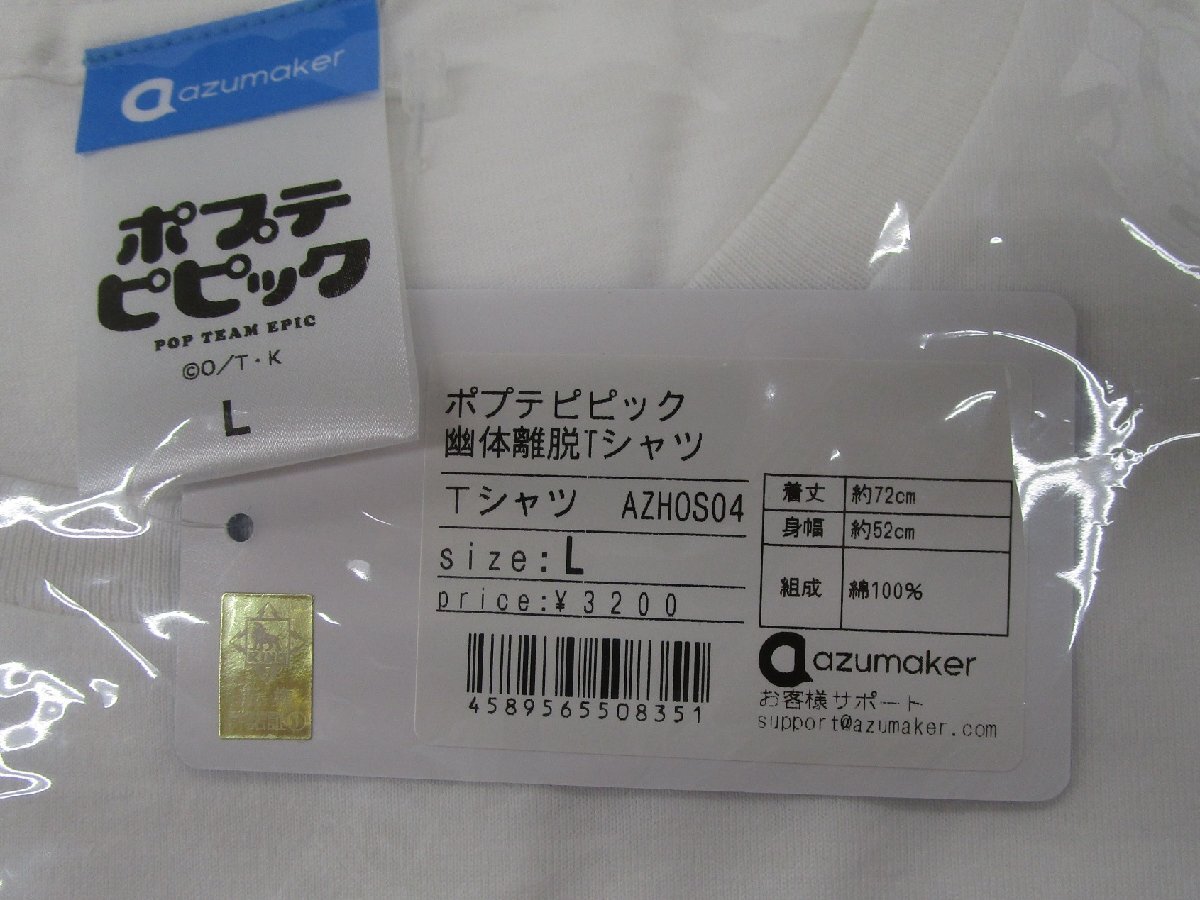 azumaker
ポプテ
ピピック
POP TEAM EPIC
©O/T・K
L
ポプテピピック
幽体離脱Tシャツ
Tシャツ AZHOS04
size:L
price:¥3200
4589565508351
着丈 約72cm
身幅 約52cm
組成 綿100%
azumaker
お客様サポート
support@azumaker.com